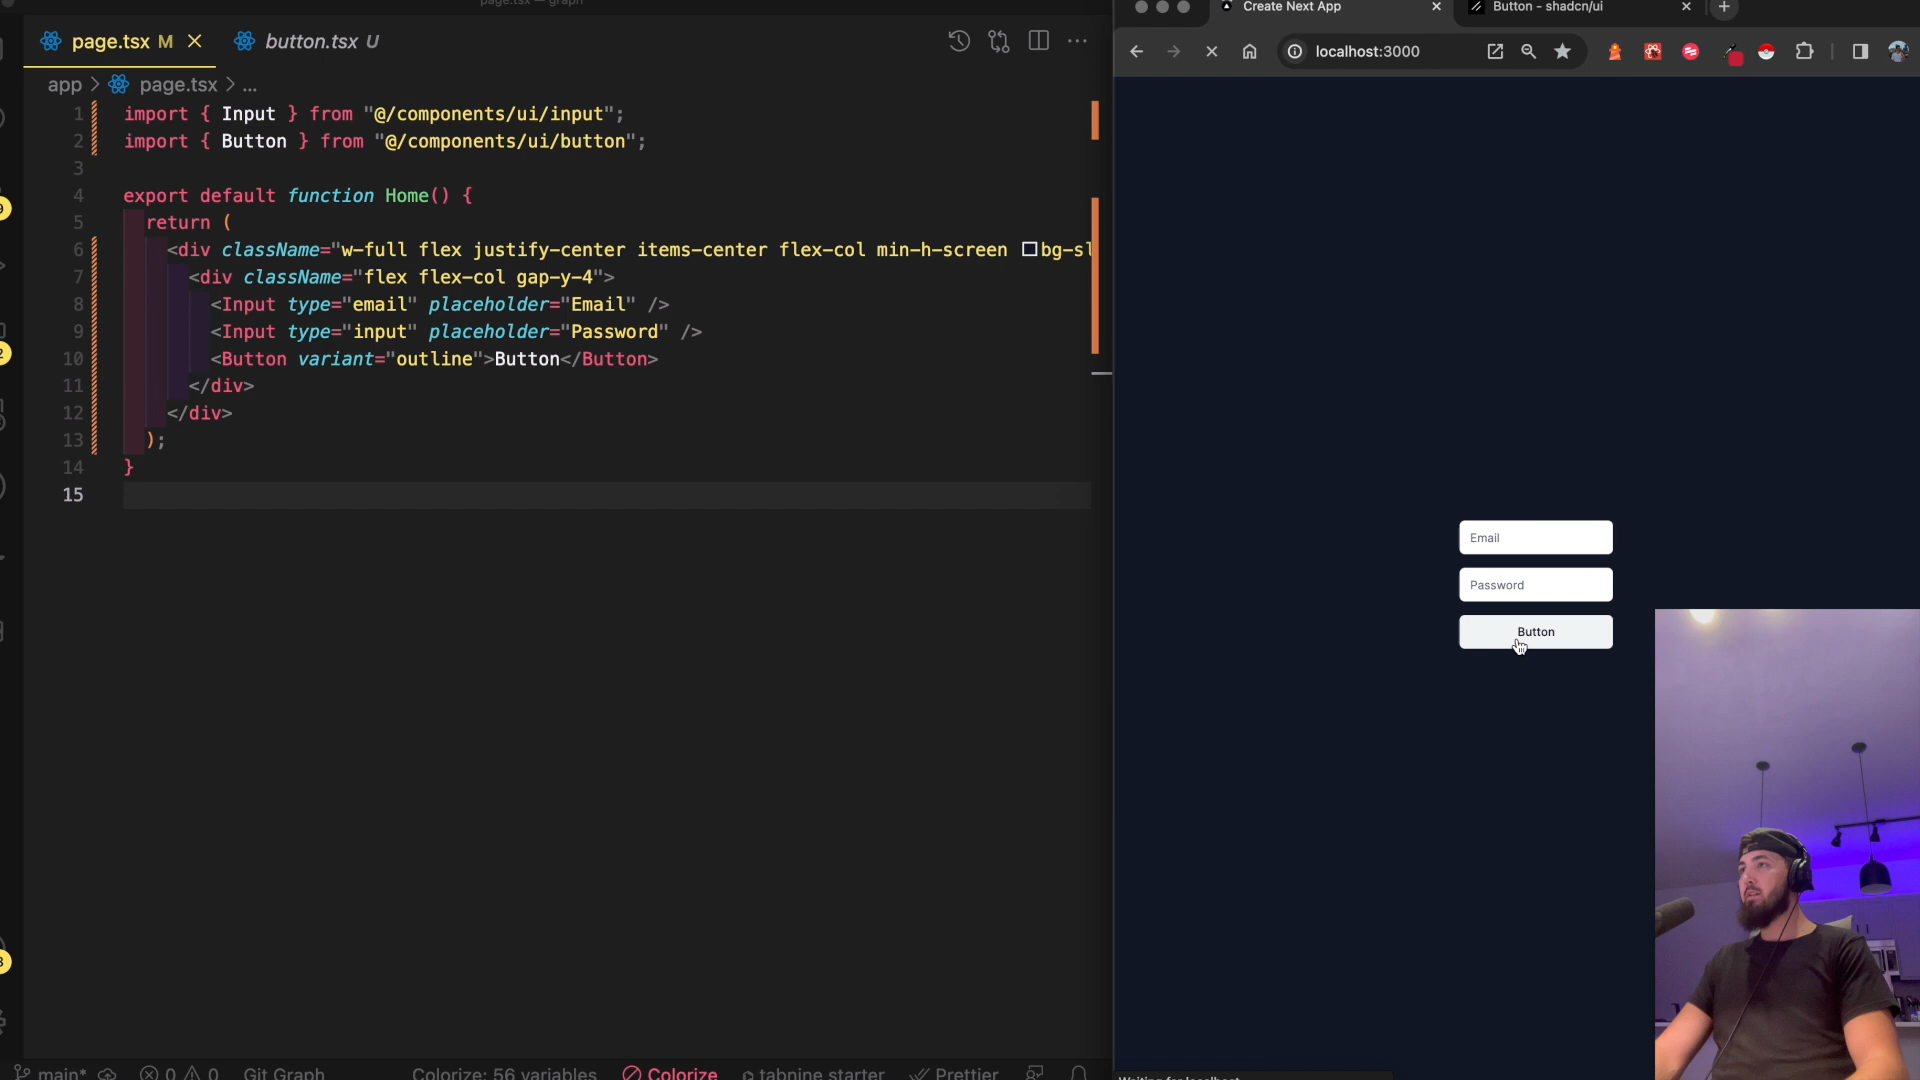 page.tsx — graph
page.tsx M
button.tsx U
app > page.tsx > ...
1 import { Input } from "@/components/ui/input";
2 import { Button } from "@/components/ui/button";
3
4 export default function Home() {
5 return (
6 <div className="w-full flex justify-center items-center flex-col min-h-screen bg-sl
7 <div className="flex flex-col gap-y-4">
8 <Input type="email" placeholder="Email" />
9 <Input type="input" placeholder="Password" />
10 <Button variant="outline">Button</Button>
11 </div>
12 </div>
13 );
14 }
15
main* 0 0 Git Graph Colorize: 56 variables Colorize tabnine starter Prettier
Create Next App
Button - shadcn/ui
localhost:3000
Email
Password
Button